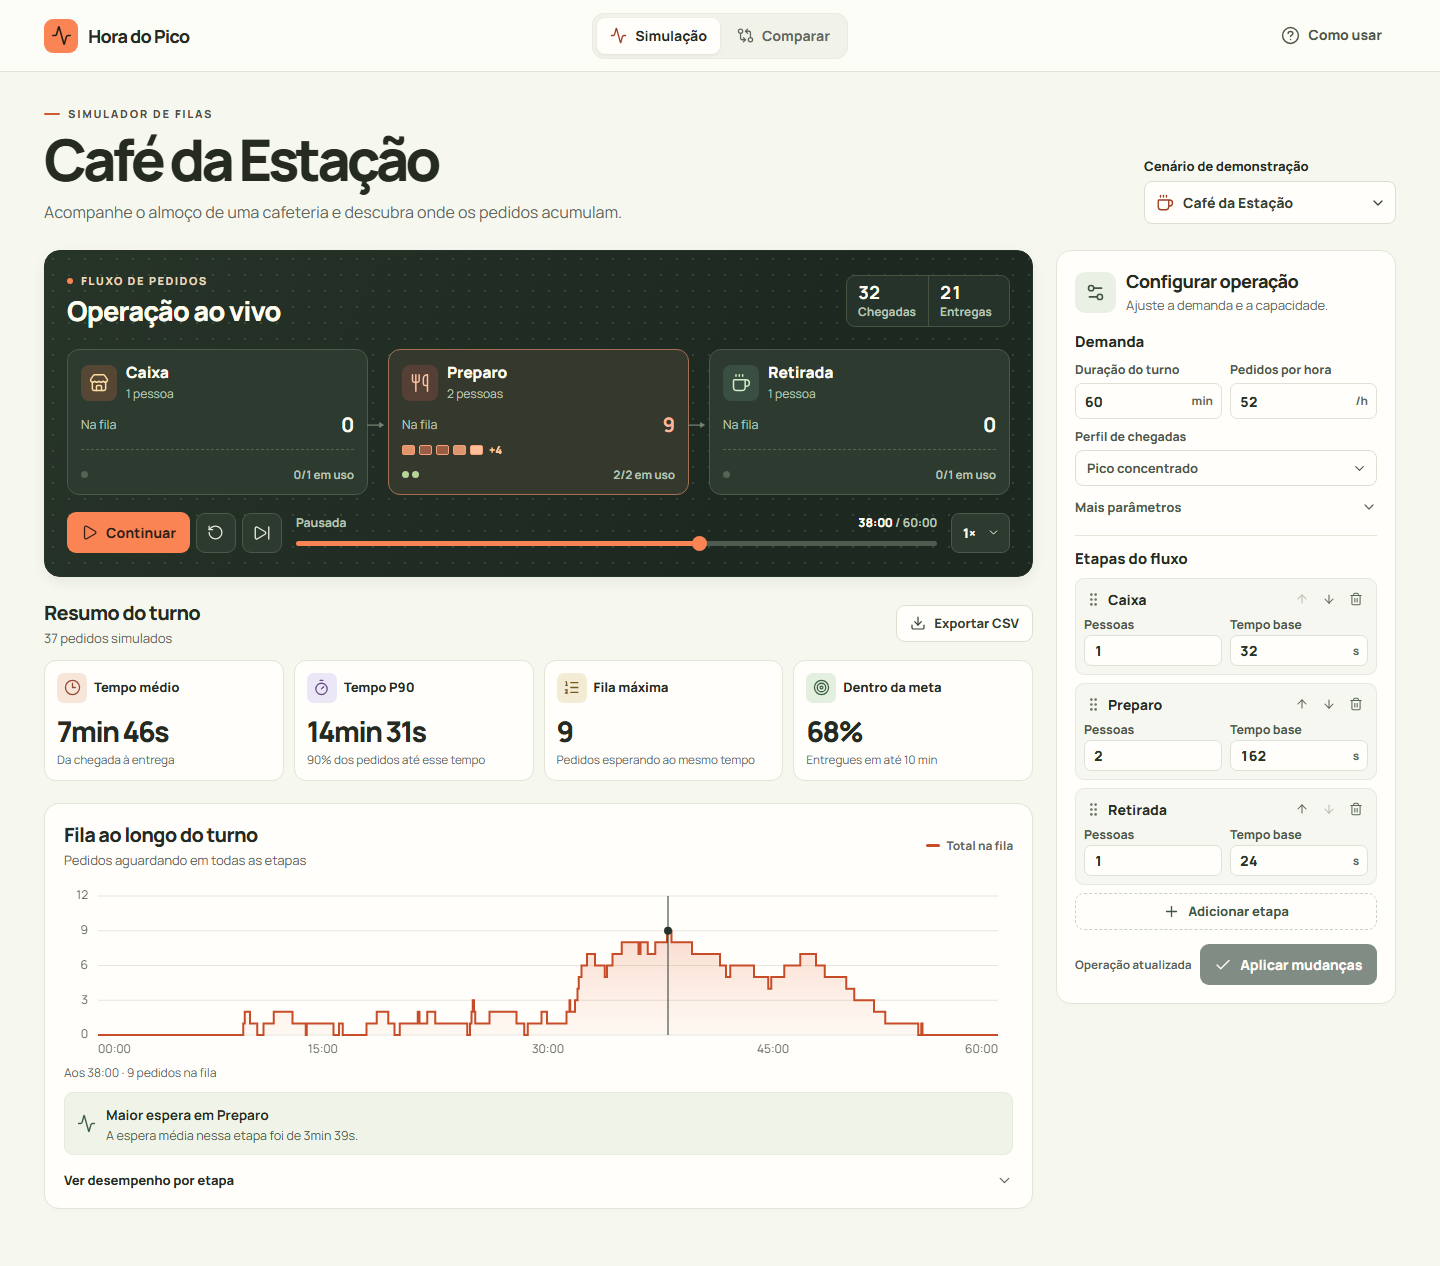 Hora do Pico
Simulação
Comparar
Como usar
SIMULADOR DE FILAS
Café da Estação
Acompanhe o almoço de uma cafeteria e descubra onde os pedidos acumulam.
Cenário de demonstração
Café da Estação
FLUXO DE PEDIDOS
Operação ao vivo
32
Chegadas
21
Entregas
Caixa
1 pessoa
Na fila
0
0/1 em uso
Preparo
2 pessoas
Na fila
9
+4
2/2 em uso
Retirada
1 pessoa
Na fila
0
0/1 em uso
Continuar
Pausada
38:00 / 60:00
1×
Resumo do turno
37 pedidos simulados
Exportar CSV
Tempo médio
7min 46s
Da chegada à entrega
Tempo P90
14min 31s
90% dos pedidos até esse tempo
Fila máxima
9
Pedidos esperando ao mesmo tempo
Dentro da meta
68%
Entregues em até 10 min
Fila ao longo do turno
Pedidos aguardando em todas as etapas
Total na fila
12
9
6
3
0
00:00
15:00
30:00
45:00
60:00
Aos 38:00 · 9 pedidos na fila
Maior espera em Preparo
A espera média nessa etapa foi de 3min 39s.
Ver desempenho por etapa
Configurar operação
Ajuste a demanda e a capacidade.
Demanda
Duração do turno
60 min
Pedidos por hora
52 /h
Perfil de chegadas
Pico concentrado
Mais parâmetros
Etapas do fluxo
Caixa
Pessoas
1
Tempo base
32 s
Preparo
Pessoas
2
Tempo base
162 s
Retirada
Pessoas
1
Tempo base
24 s
Adicionar etapa
Operação atualizada
Aplicar mudanças